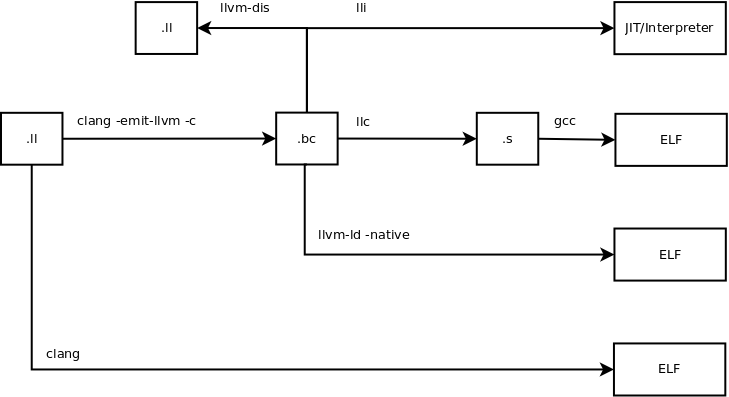 llvm-dis
lli
.ll
JIT/Interpreter
.ll
clang -emit-llvm -c
.bc
llc
.s
gcc
ELF
llvm-ld -native
ELF
clang
ELF